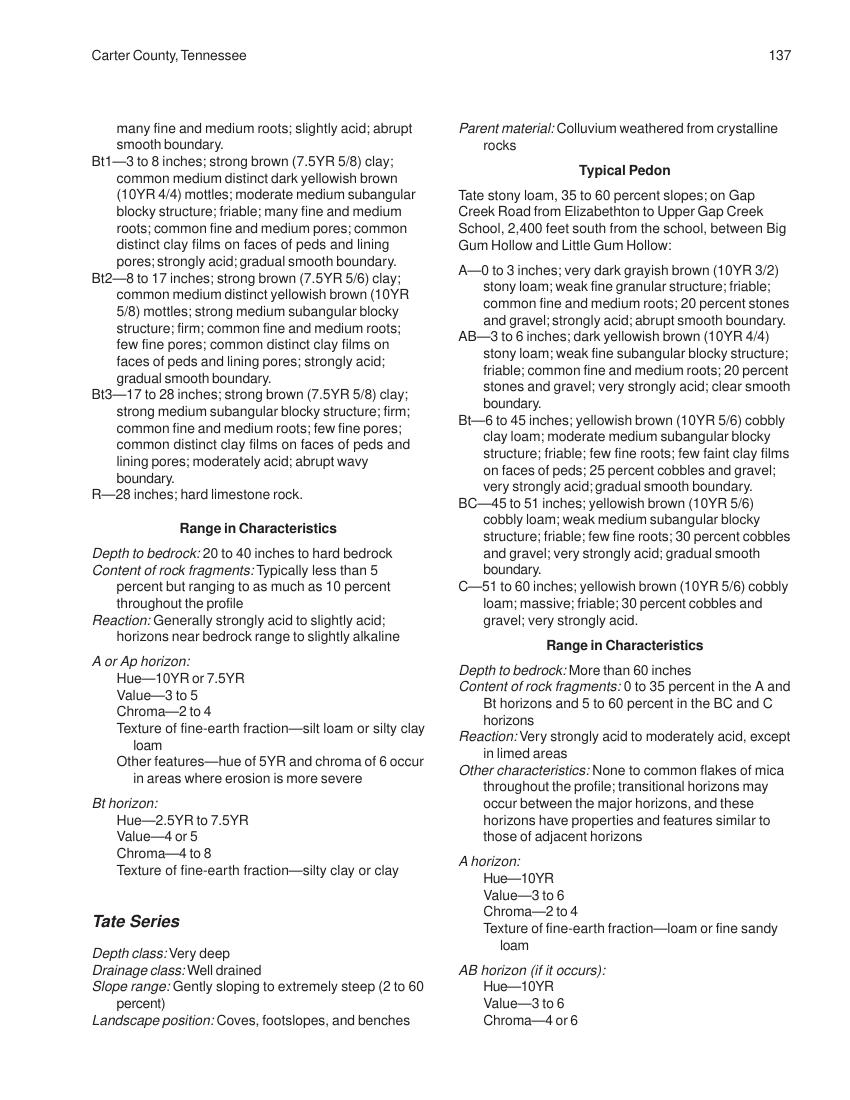 Carter County, Tennessee
137
many fine and medium roots; slightly acid; abrupt
smooth boundary.
Bt1—3 to 8 inches; strong brown (7.5YR 5/8) clay;
common medium distinct dark yellowish brown
(10YR 4/4) mottles; moderate medium subangular
blocky structure; friable; many fine and medium
roots; common fine and medium pores; common
distinct clay films on faces of peds and lining
pores; strongly acid; gradual smooth boundary.
Bt2—8 to 17 inches; strong brown (7.5YR 5/6) clay;
common medium distinct yellowish brown (10YR
5/8) mottles; strong medium subangular blocky
structure; firm; common fine and medium roots;
few fine pores; common distinct clay films on
faces of peds and lining pores; strongly acid;
gradual smooth boundary.
Bt3—17 to 28 inches; strong brown (7.5YR 5/8) clay;
strong medium subangular blocky structure; firm;
common fine and medium roots; few fine pores;
common distinct clay films on faces of peds and
lining pores; moderately acid; abrupt wavy
boundary.
R—28 inches; hard limestone rock.
Range in Characteristics
Depth to bedrock: 20 to 40 inches to hard bedrock
Content of rock fragments: Typically less than 5
percent but ranging to as much as 10 percent
throughout the profile
Reaction: Generally strongly acid to slightly acid;
horizons near bedrock range to slightly alkaline
A or Ap horizon:
Hue—10YR or 7.5YR
Value—3 to 5
Chroma—2 to 4
Texture of fine-earth fraction—silt loam or silty clay
loam
Other features—hue of 5YR and chroma of 6 occur
in areas where erosion is more severe
Bt horizon:
Hue—2.5YR to 7.5YR
Value—4 or 5
Chroma—4 to 8
Texture of fine-earth fraction—silty clay or clay
Tate Series
Depth class: Very deep
Drainage class: Well drained
Slope range: Gently sloping to extremely steep (2 to 60
percent)
Landscape position: Coves, footslopes, and benches
Parent material: Colluvium weathered from crystalline
rocks
Typical Pedon
Tate stony loam, 35 to 60 percent slopes; on Gap
Creek Road from Elizabethton to Upper Gap Creek
School, 2,400 feet south from the school, between Big
Gum Hollow and Little Gum Hollow:
A—0 to 3 inches; very dark grayish brown (10YR 3/2)
stony loam; weak fine granular structure; friable;
common fine and medium roots; 20 percent stones
and gravel; strongly acid; abrupt smooth boundary.
AB—3 to 6 inches; dark yellowish brown (10YR 4/4)
stony loam; weak fine subangular blocky structure;
friable; common fine and medium roots; 20 percent
stones and gravel; very strongly acid; clear smooth
boundary.
Bt—6 to 45 inches; yellowish brown (10YR 5/6) cobbly
clay loam; moderate medium subangular blocky
structure; friable; few fine roots; few faint clay films
on faces of peds; 25 percent cobbles and gravel;
very strongly acid; gradual smooth boundary.
BC—45 to 51 inches; yellowish brown (10YR 5/6)
cobbly loam; weak medium subangular blocky
structure; friable; few fine roots; 30 percent cobbles
and gravel; very strongly acid; gradual smooth
boundary.
C—51 to 60 inches; yellowish brown (10YR 5/6) cobbly
loam; massive; friable; 30 percent cobbles and
gravel; very strongly acid.
Range in Characteristics
Depth to bedrock: More than 60 inches
Content of rock fragments: 0 to 35 percent in the A and
Bt horizons and 5 to 60 percent in the BC and C
horizons
Reaction: Very strongly acid to moderately acid, except
in limed areas
Other characteristics: None to common flakes of mica
throughout the profile; transitional horizons may
occur between the major horizons, and these
horizons have properties and features similar to
those of adjacent horizons
A horizon:
Hue—10YR
Value—3 to 6
Chroma—2 to 4
Texture of fine-earth fraction—loam or fine sandy
loam
AB horizon (if it occurs):
Hue—10YR
Value—3 to 6
Chroma—4 or 6